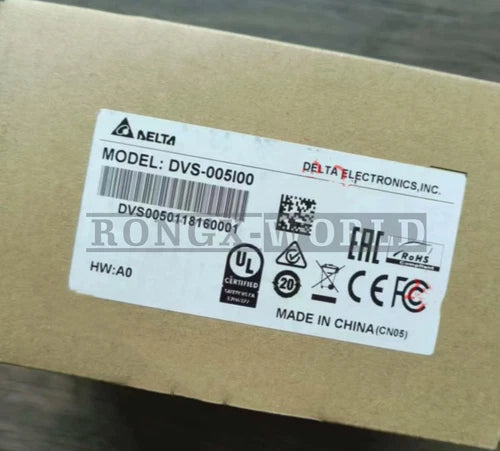 DELTA
MODEL: DVS-005I00
DELTA ELECTRONICS, INC.
DVS0050118160001
RONGX-WORLD
HW:A0
UL
CERTIFIED
20
EAC
RoHS
Compliant
CE FC
MADE IN CHINA (CN05)